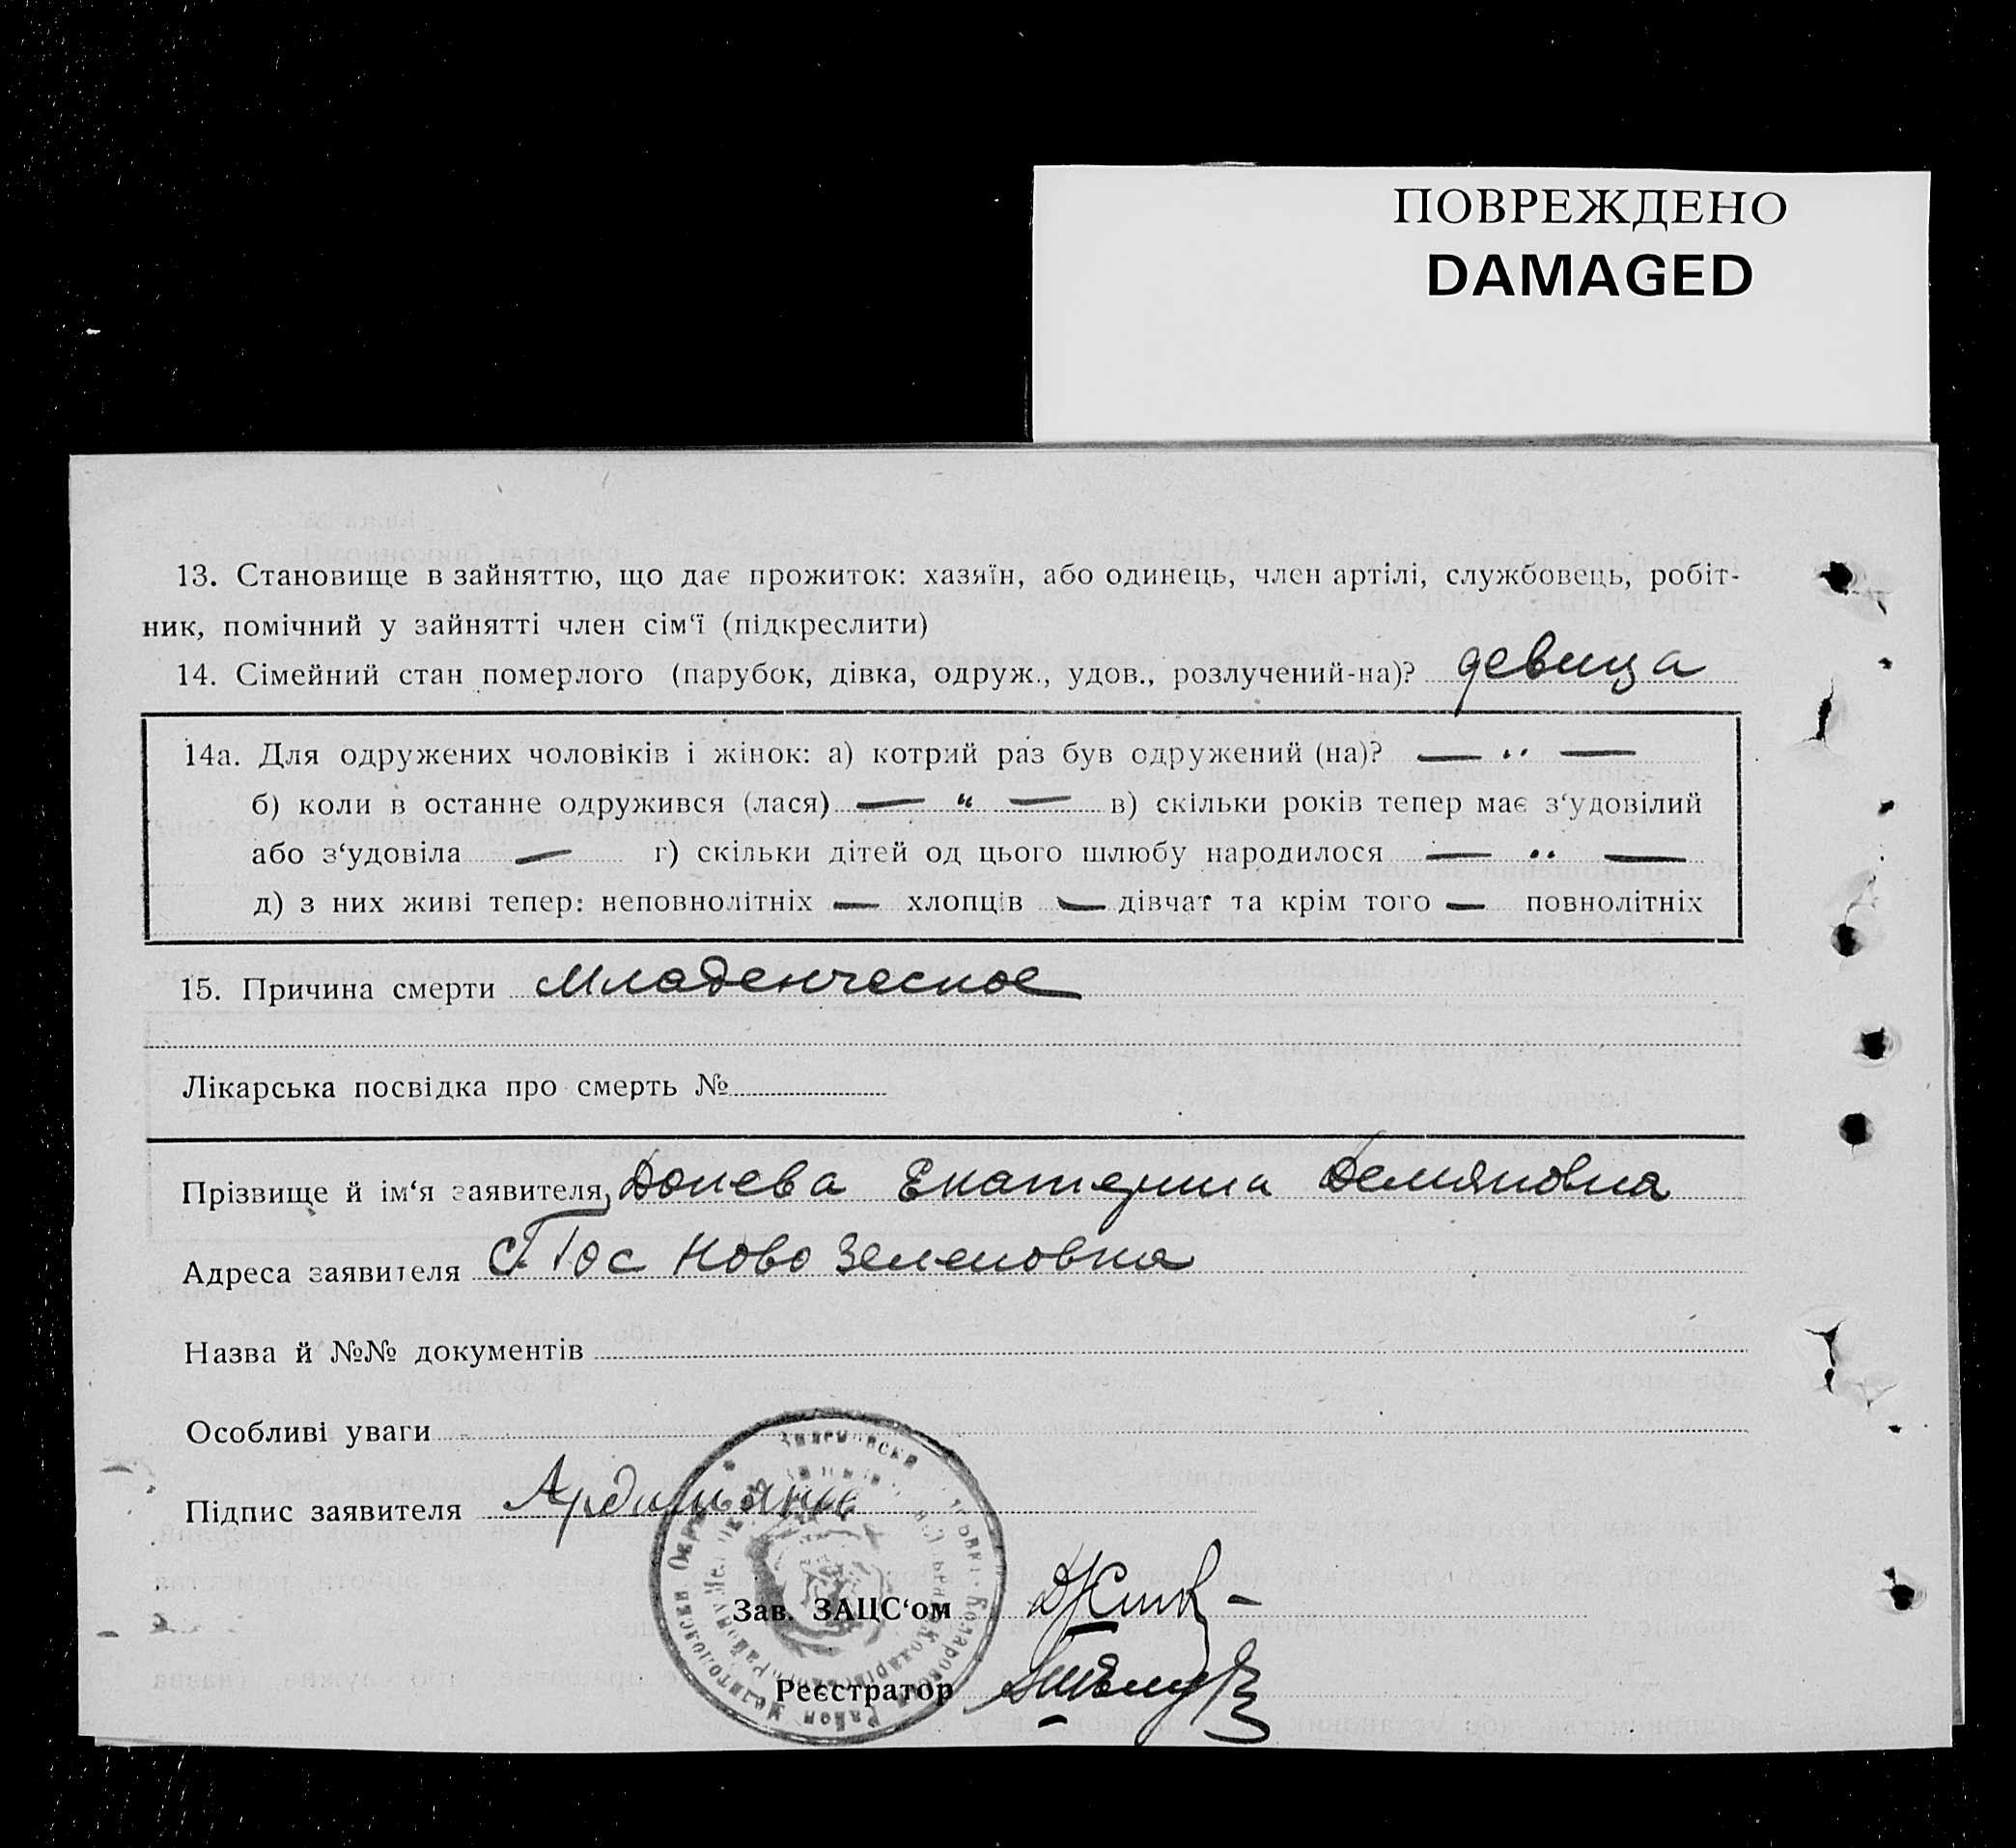 ПОВРЕЖДЕНО
DAMAGED
13. Становище в зайняттю, що дає прожиток: хазяїн, або одинець, член артілі, службовець, робіт-
ник, помічний у зайнятті член сім‘ї (підкреслити)
14. Сімейний стан померлого (парубок, дівка, одруж., удов., розлучений-на)? девица
14а. Для одружених чоловіків і жінок: а) котрий раз був одружений (на)? — „ —
б) коли в останнє одружився (лася) — „ — в) скільки років тепер має з‘удовілий
або з‘удовіла — г) скільки дітей од цього шлюбу народилося — „ —
д) з них живі тепер: неповнолітніх — хлопців — дівчат та крім того — повнолітніх
15. Причина смерти Младенческое
Лікарська посвідка про смерть №
Прізвище й ім‘я заявителя Донева Екатерина Демяновна
Адреса заявителя Ново Зеленовка
Назва й №№ документів
Особливі уваги
Підпис заявителя
Зав. ЗАЦС‘ом
Реєстратор